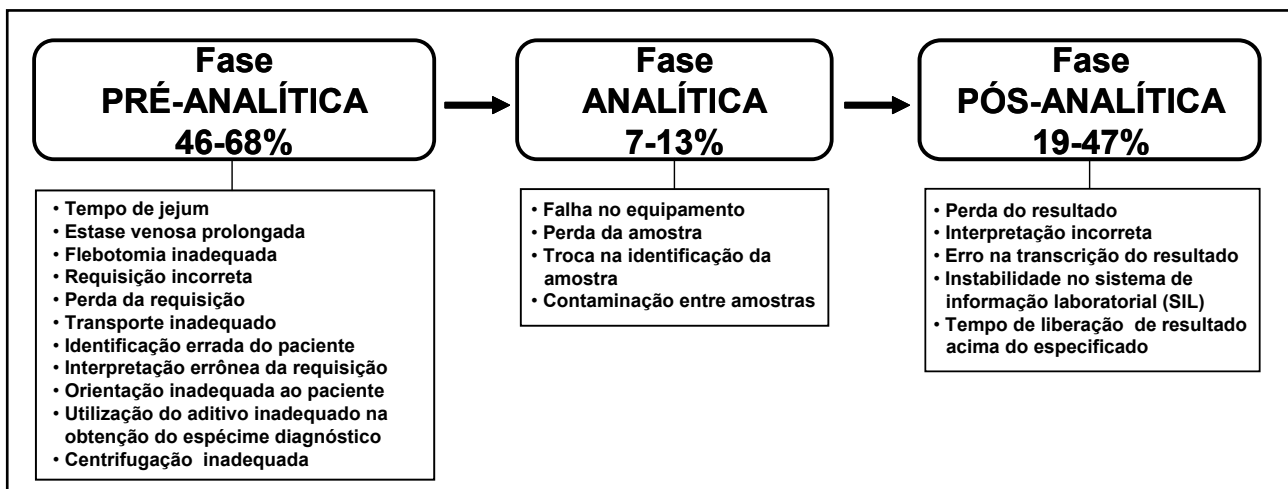 Fase
PRÉ-ANALÍTICA
46-68%
• Tempo de jejum
• Estase venosa prolongada
• Flebotomia inadequada
• Requisição incorreta
• Perda da requisição
• Transporte inadequado
• Identificação errada do paciente
• Interpretação errônea da requisição
• Orientação inadequada ao paciente
• Utilização do aditivo inadequado na
obtenção do espécime diagnóstico
• Centrifugação inadequada
Fase
ANALÍTICA
7-13%
• Falha no equipamento
• Perda da amostra
• Troca na identificação da
amostra
• Contaminação entre amostras
Fase
PÓS-ANALÍTICA
19-47%
• Perda do resultado
• Interpretação incorreta
• Erro na transcrição do resultado
• Instabilidade no sistema de
informação laboratorial (SIL)
• Tempo de liberação de resultado
acima do especificado